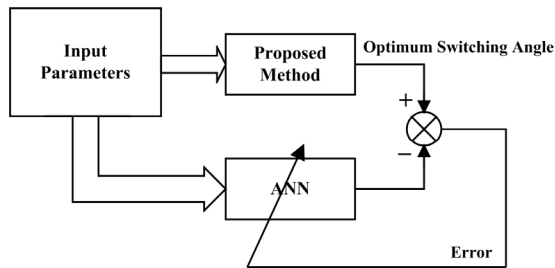 Input
Parameters
Proposed
Method
Optimum Switching Angle
+
−
ANN
Error